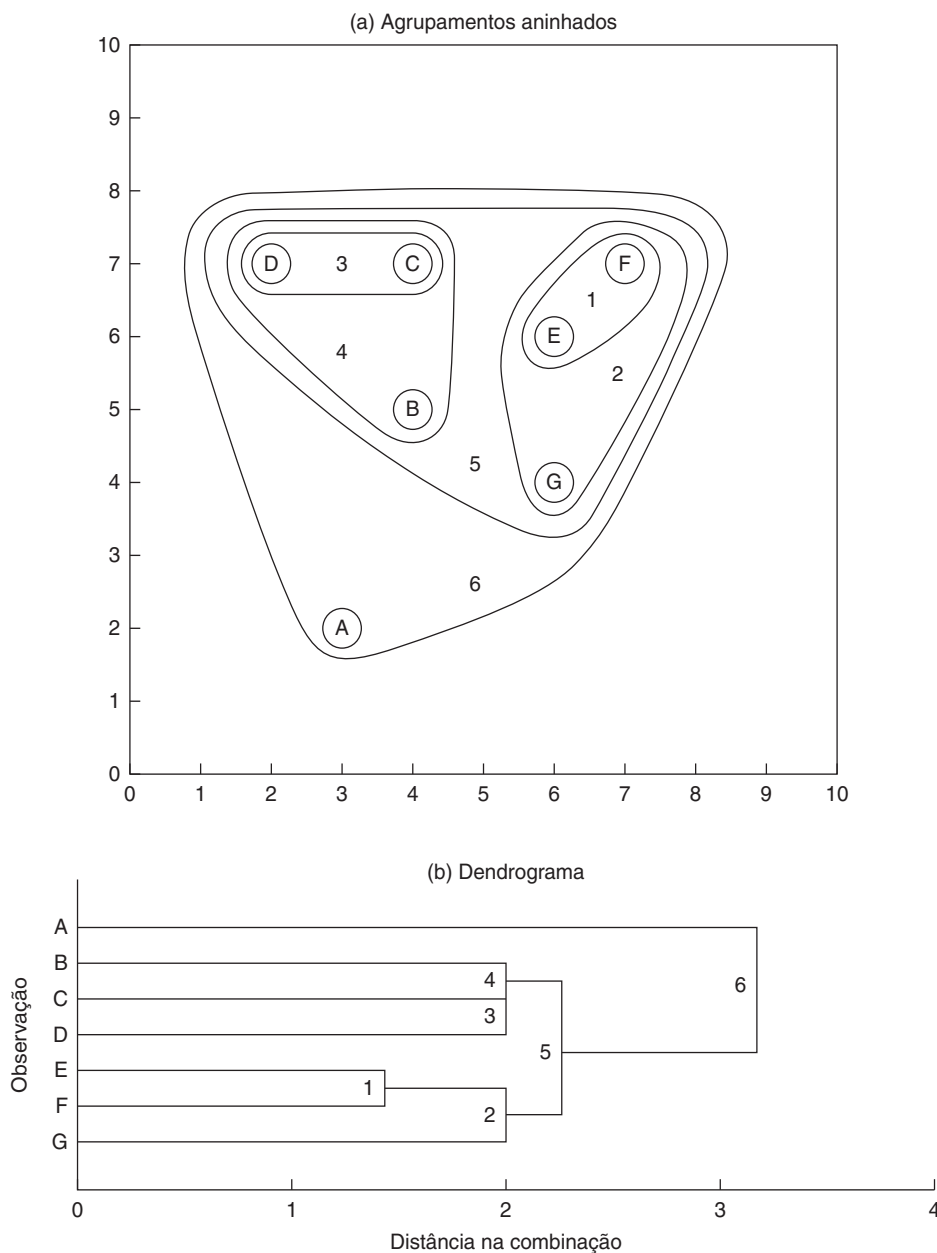 (a) Agrupamentos aninhados
10
9
8
7 D 3 C F
1
6 E
4 2
5 B
5
4 G
3
6
2 A
1
0
0 1 2 3 4 5 6 7 8 9 10
(b) Dendrograma
Observação
A
B
4 6
C
3
D
5
E
1
F
2
G
0 1 2 3 4
Distância na combinação